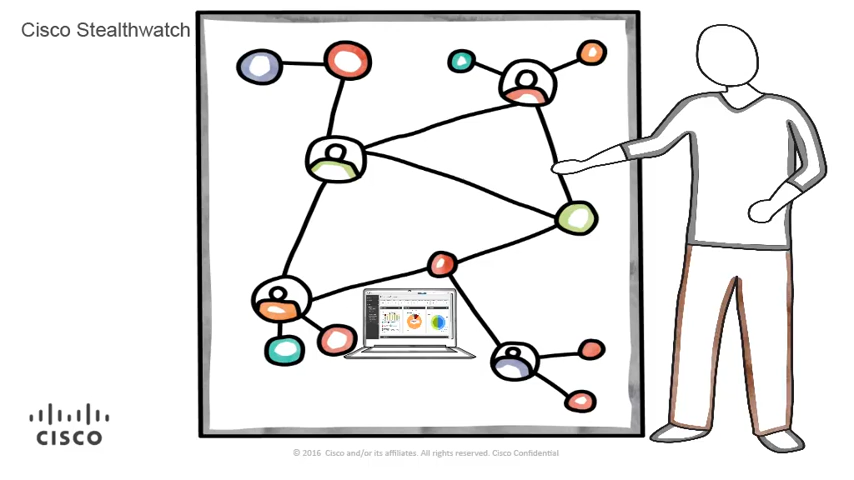 Cisco Stealthwatch
CISCO
© 2016 Cisco and/or its affiliates. All rights reserved. Cisco Confidential